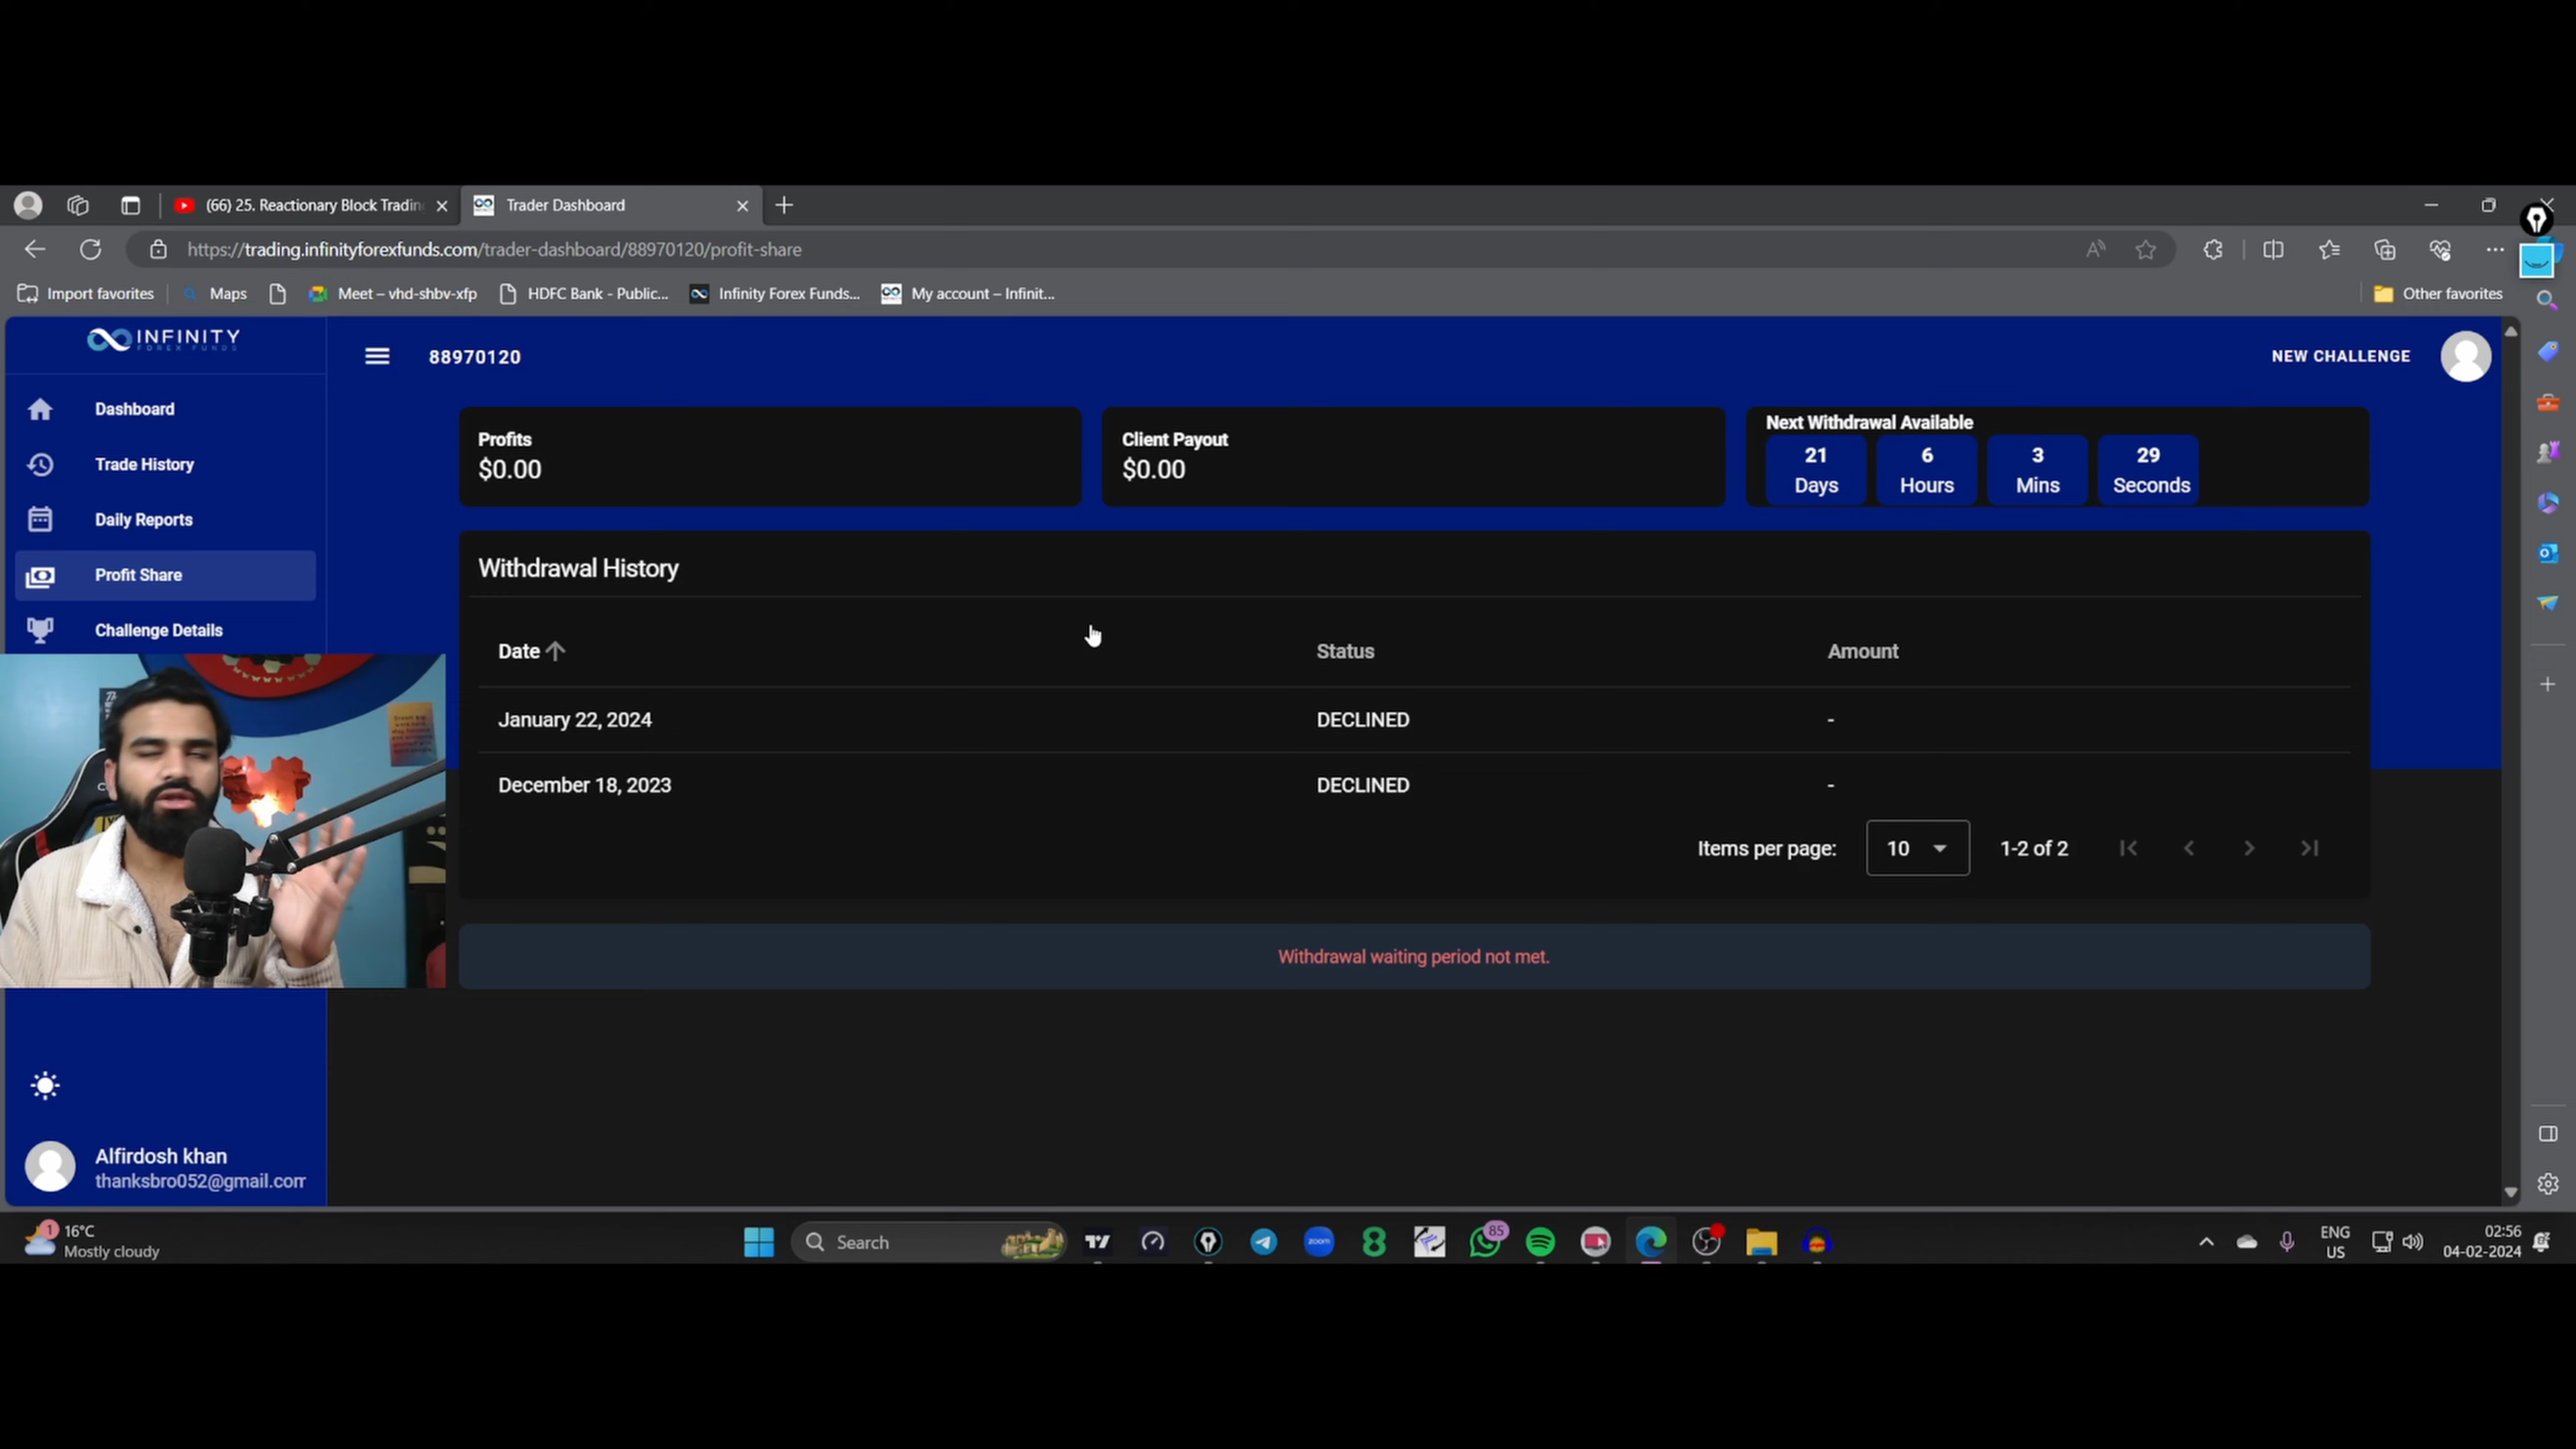 (66) 25. Reactionary Block Tradin
Trader Dashboard
https://trading.infinityforexfunds.com/trader-dashboard/88970120/profit-share
Import favorites
Maps
Meet – vhd-shbv-xfp
HDFC Bank - Public...
Infinity Forex Funds...
My account – Infinit...
Other favorites
INFINITY
FOREX FUNDS
88970120
NEW CHALLENGE
Dashboard
Trade History
Daily Reports
Profit Share
Challenge Details
Profits
$0.00
Client Payout
$0.00
Next Withdrawal Available
21 6 3 29
Days Hours Mins Seconds
Withdrawal History
Date Status Amount
January 22, 2024 DECLINED -
December 18, 2023 DECLINED -
Items per page: 10 1-2 of 2
Withdrawal waiting period not met.
Alfirdosh khan
thanksbro052@gmail.com
1
16°C
Mostly cloudy
Search
zoom
85
ENG
US
02:56
04-02-2024